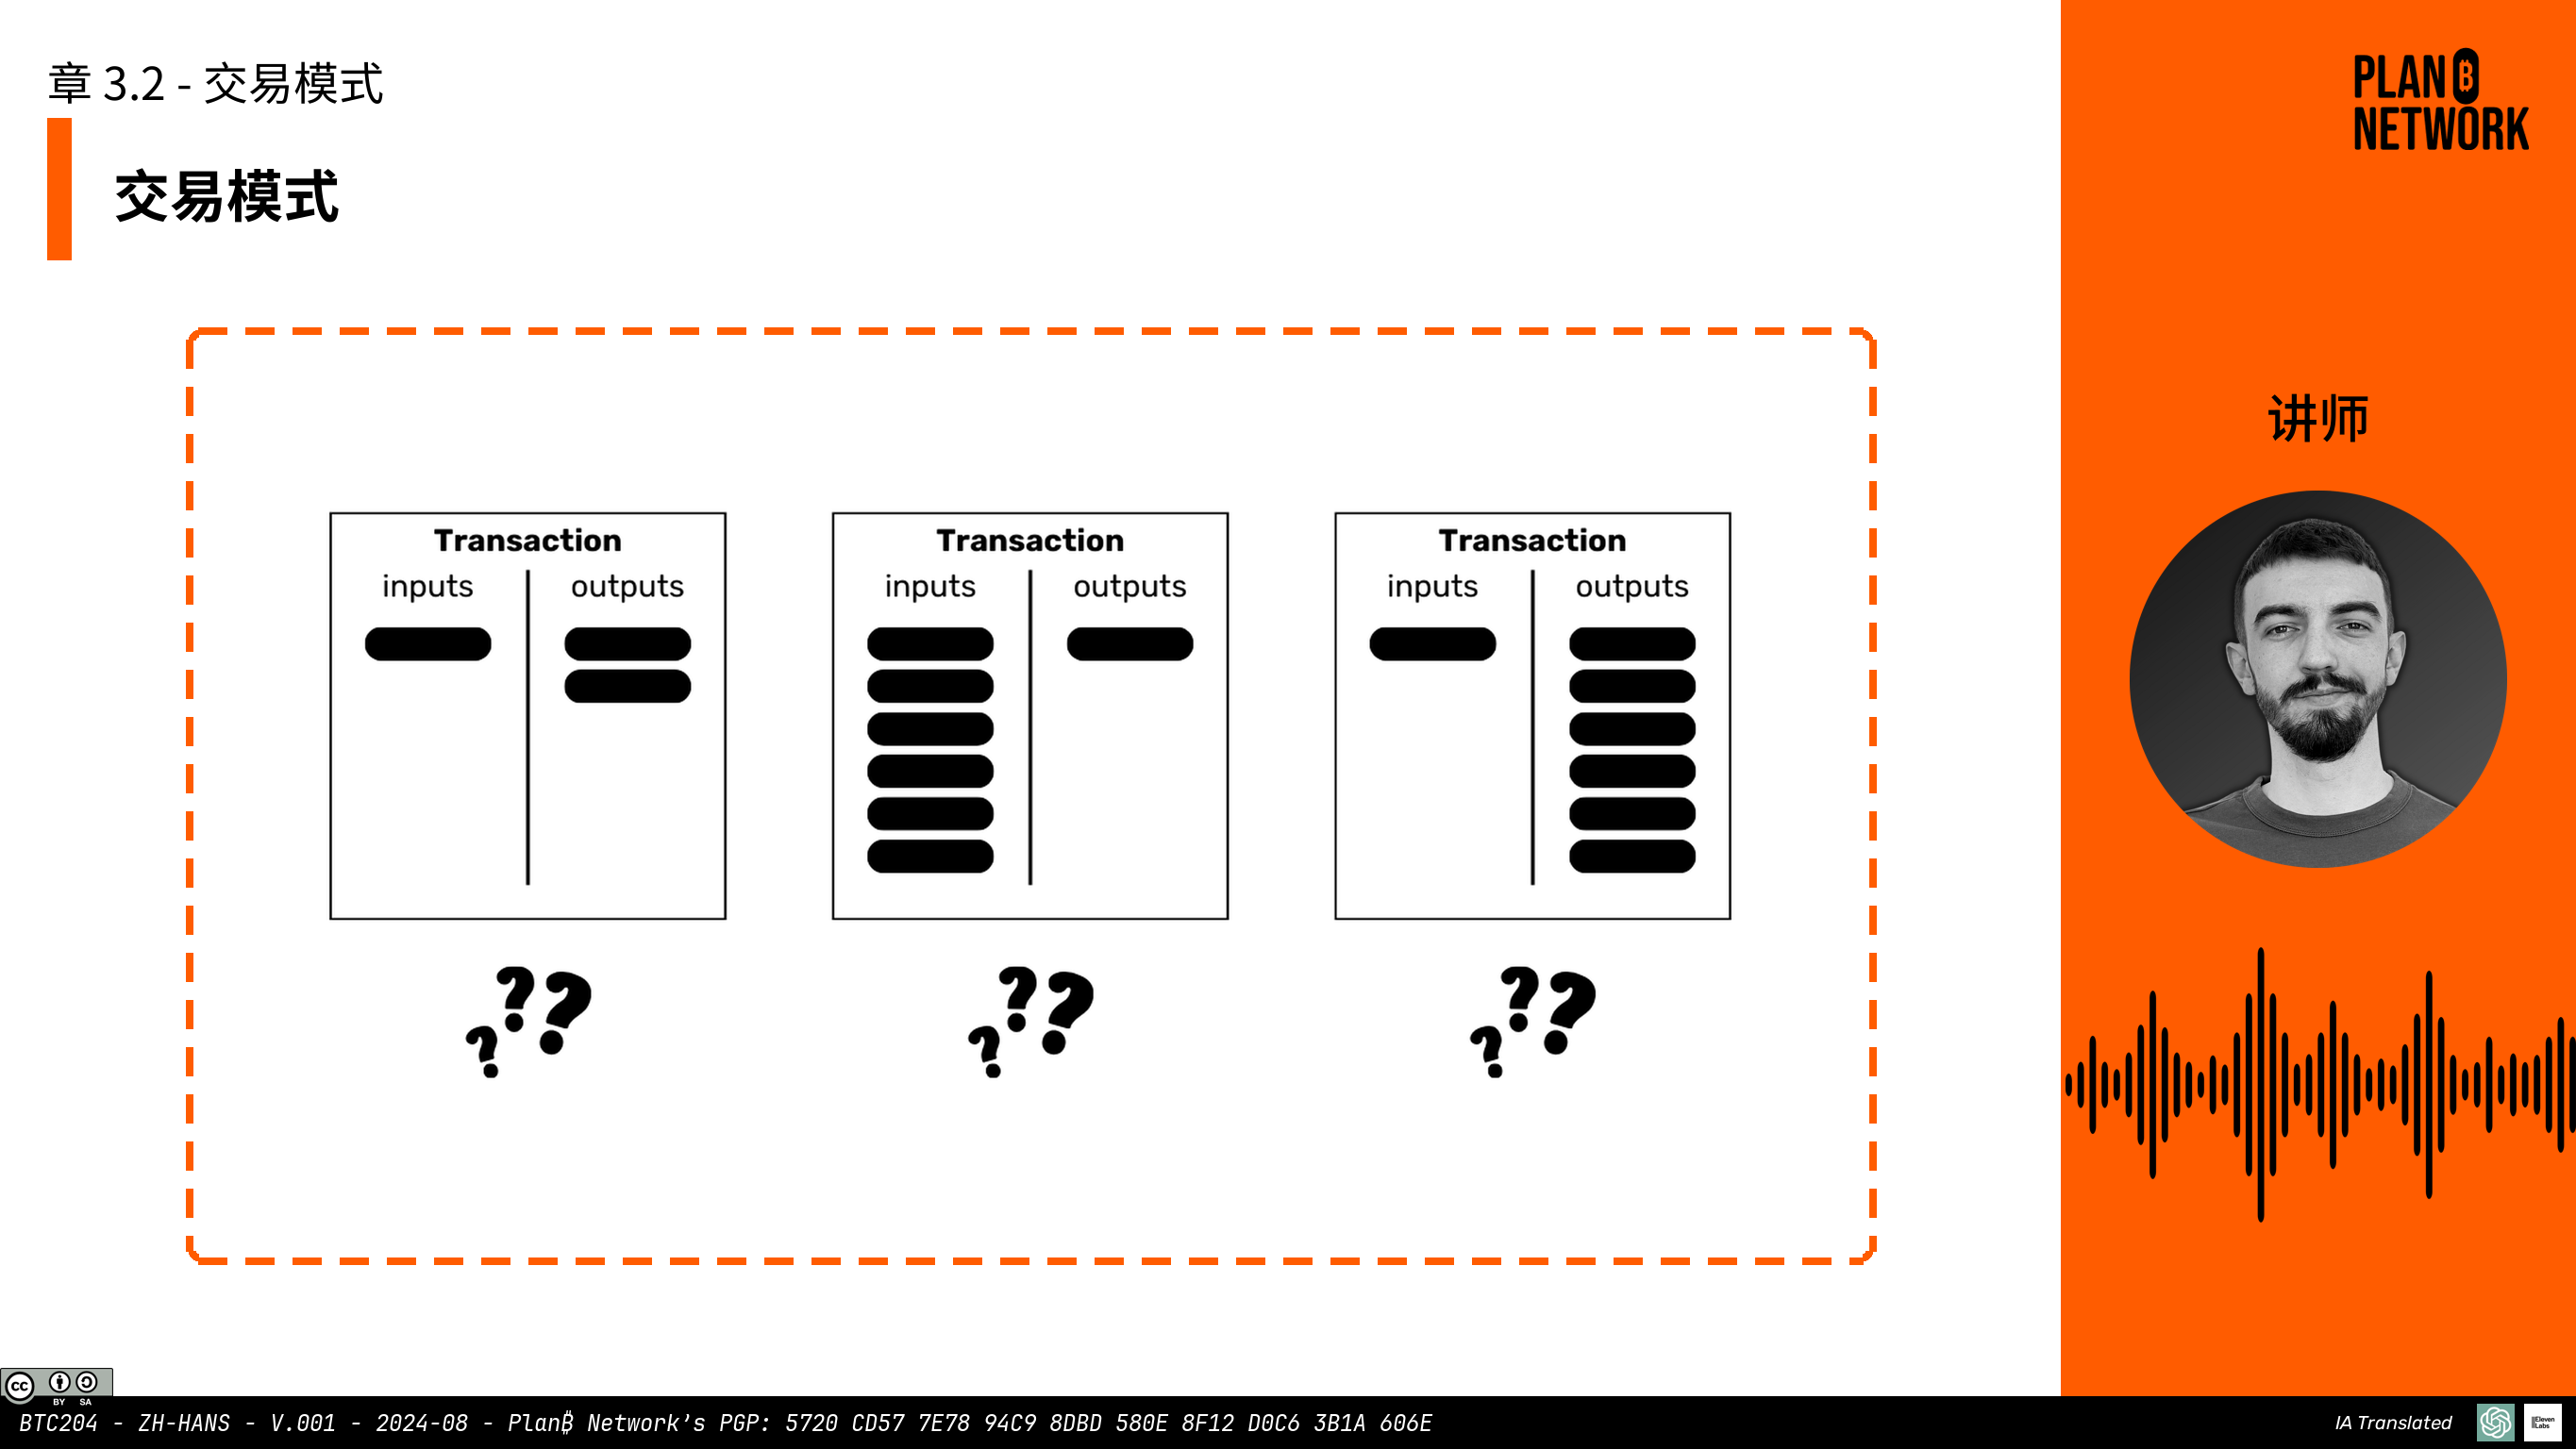 章 3.2 - 交易模式
交易模式
PLAN ₿
NETWORK
讲师
Transaction
inputs outputs
Transaction
inputs outputs
Transaction
inputs outputs
???
???
???
CC BY SA
BTC204 - ZH-HANS - V.001 - 2024-08 - Plan₿ Network's PGP: 5720 CD57 7E78 94C9 8DBD 580E 8F12 D0C6 3B1A 606E
IA Translated
ElevenLabs